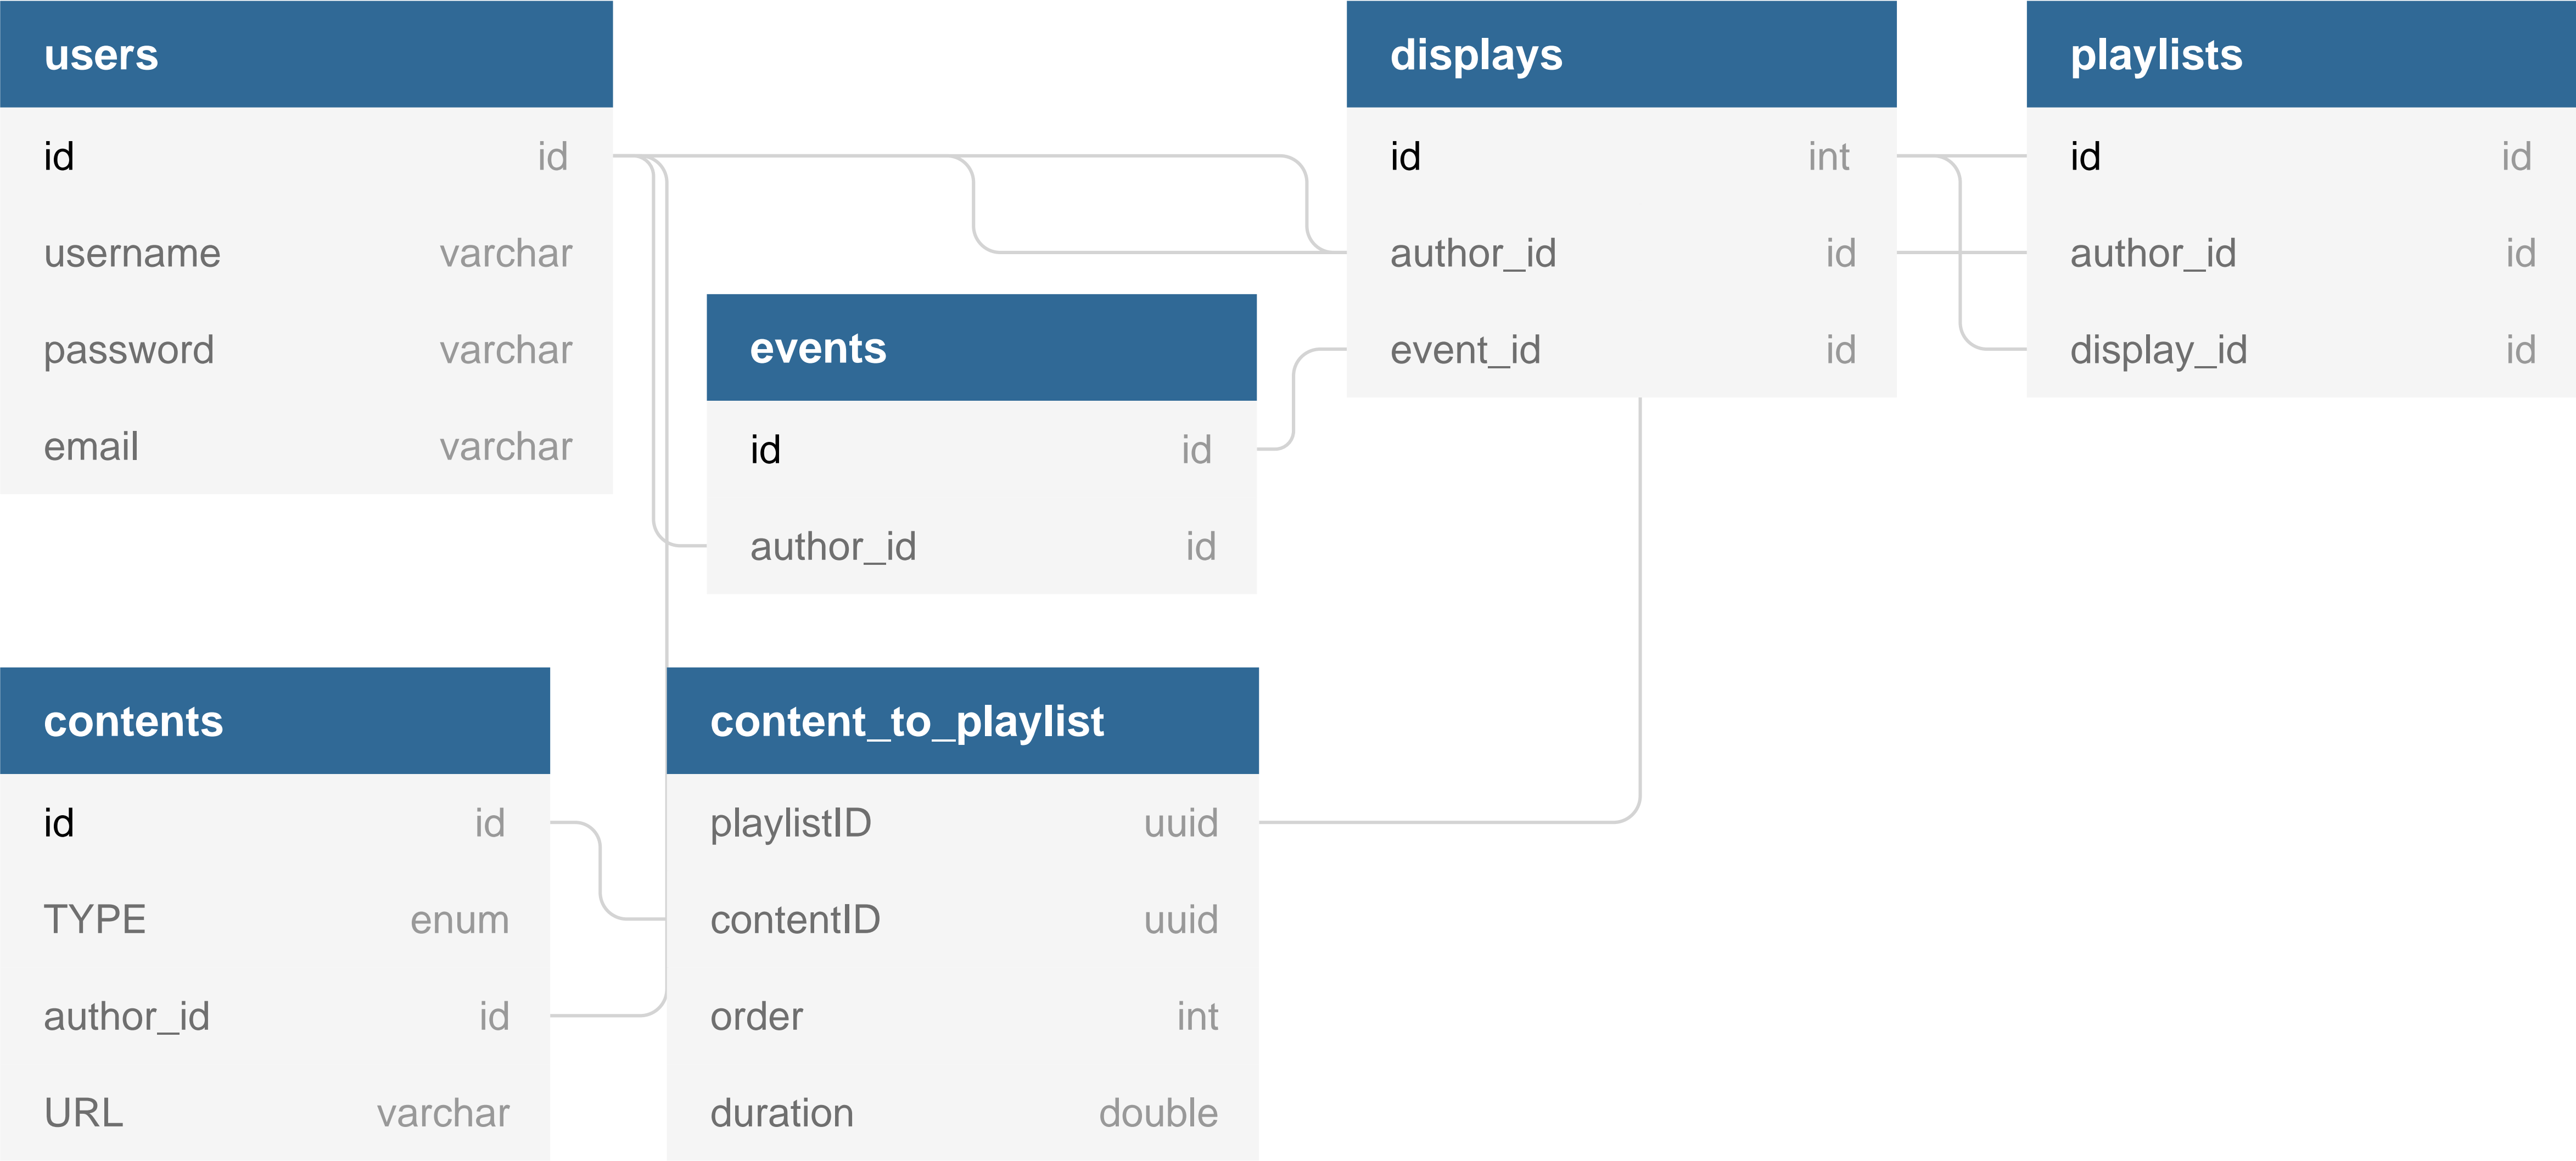 users
id id
username varchar
password varchar
email varchar
events
id id
author_id id
displays
id int
author_id id
event_id id
playlists
id id
author_id id
display_id id
contents
id id
TYPE enum
author_id id
URL varchar
content_to_playlist
playlistID uuid
contentID uuid
order int
duration double